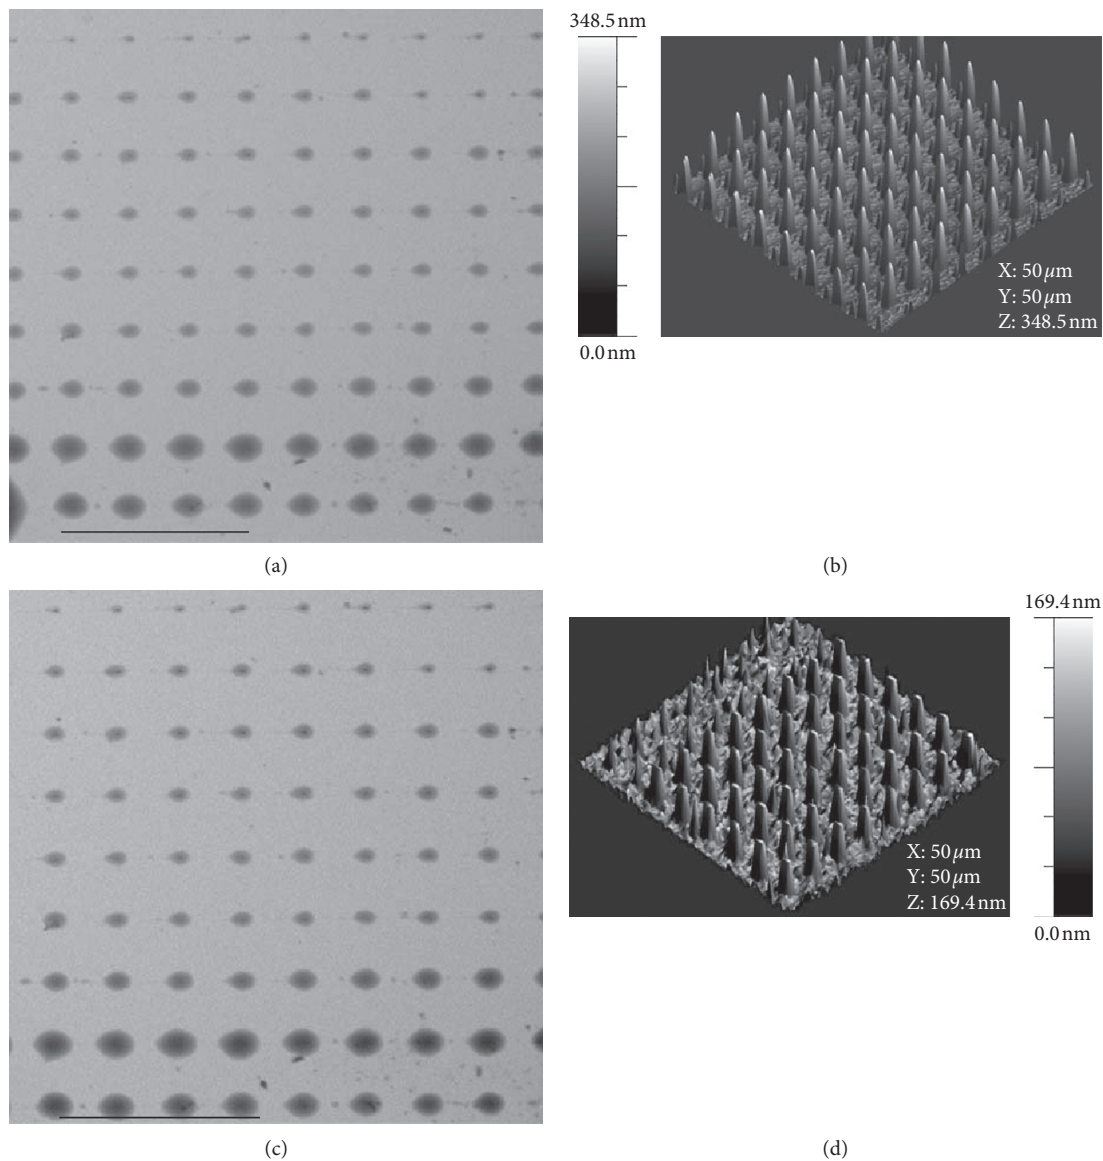 348.5 nm
0.0 nm
X: 50 μm
Y: 50 μm
Z: 348.5 nm
(a)
(b)
169.4 nm
X: 50 μm
Y: 50 μm
Z: 169.4 nm
0.0 nm
(c)
(d)